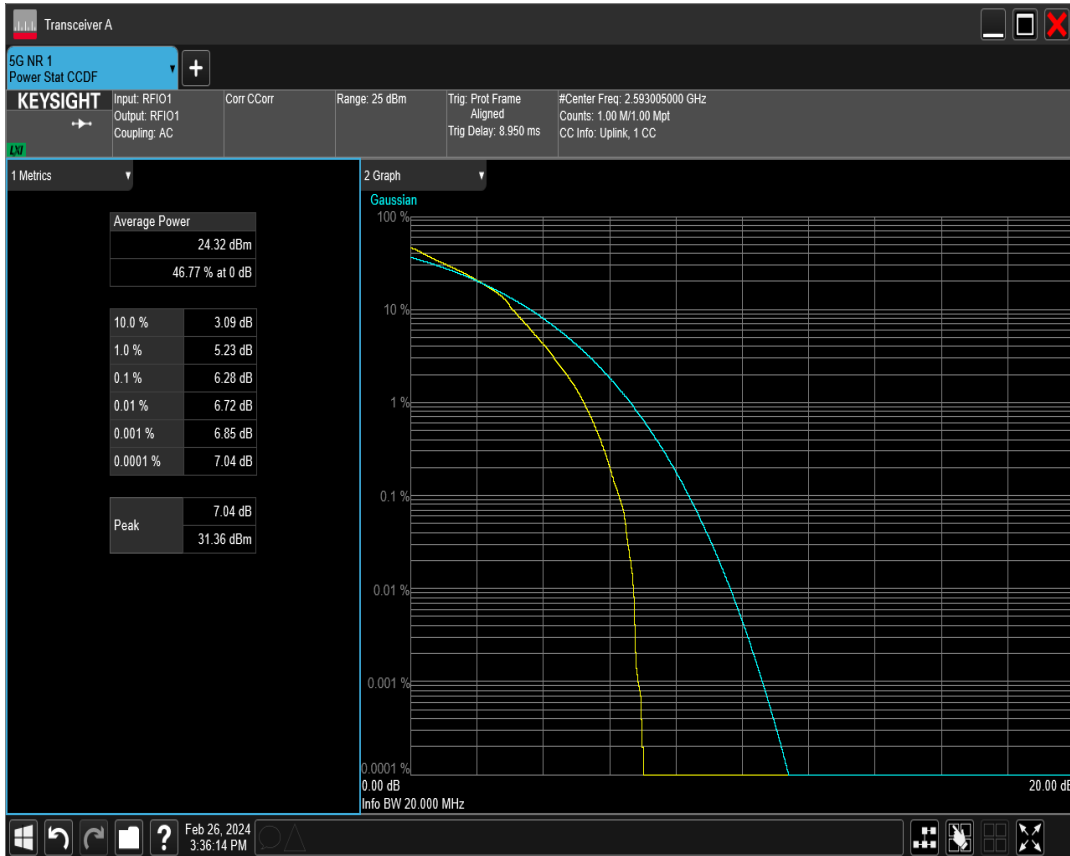 Transceiver A
5G NR 1
Power Stat CCDF
KEYSIGHT
LXI
Input: RFIO1
Output: RFIO1
Coupling: AC
Corr CCorr
Range: 25 dBm
Trig: Prot Frame
Aligned
Trig Delay: 8.950 ms
#Center Freq: 2.593005000 GHz
Counts: 1.00 M/1.00 Mpt
CC Info: Uplink, 1 CC
1 Metrics
Average Power
24.32 dBm
46.77 % at 0 dB
10.0 % 3.09 dB
1.0 % 5.23 dB
0.1 % 6.28 dB
0.01 % 6.72 dB
0.001 % 6.85 dB
0.0001 % 7.04 dB
Peak 7.04 dB
31.36 dBm
2 Graph
Gaussian
100 %
10 %
1 %
0.1 %
0.01 %
0.001 %
0.0001 %
0.00 dB 20.00 dB
Info BW 20.000 MHz
?
Feb 26, 2024
3:36:14 PM